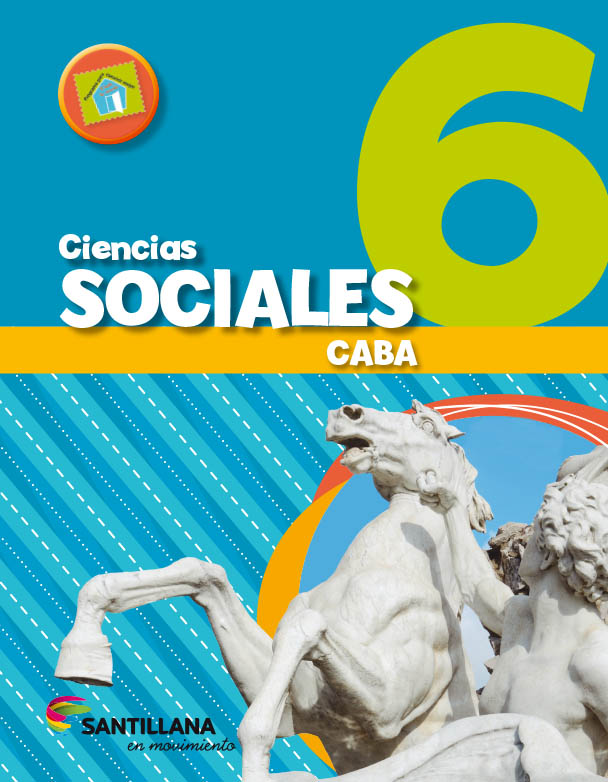 6
Ciencias
SOCIALES
CABA
SANTILLANA
en movimiento